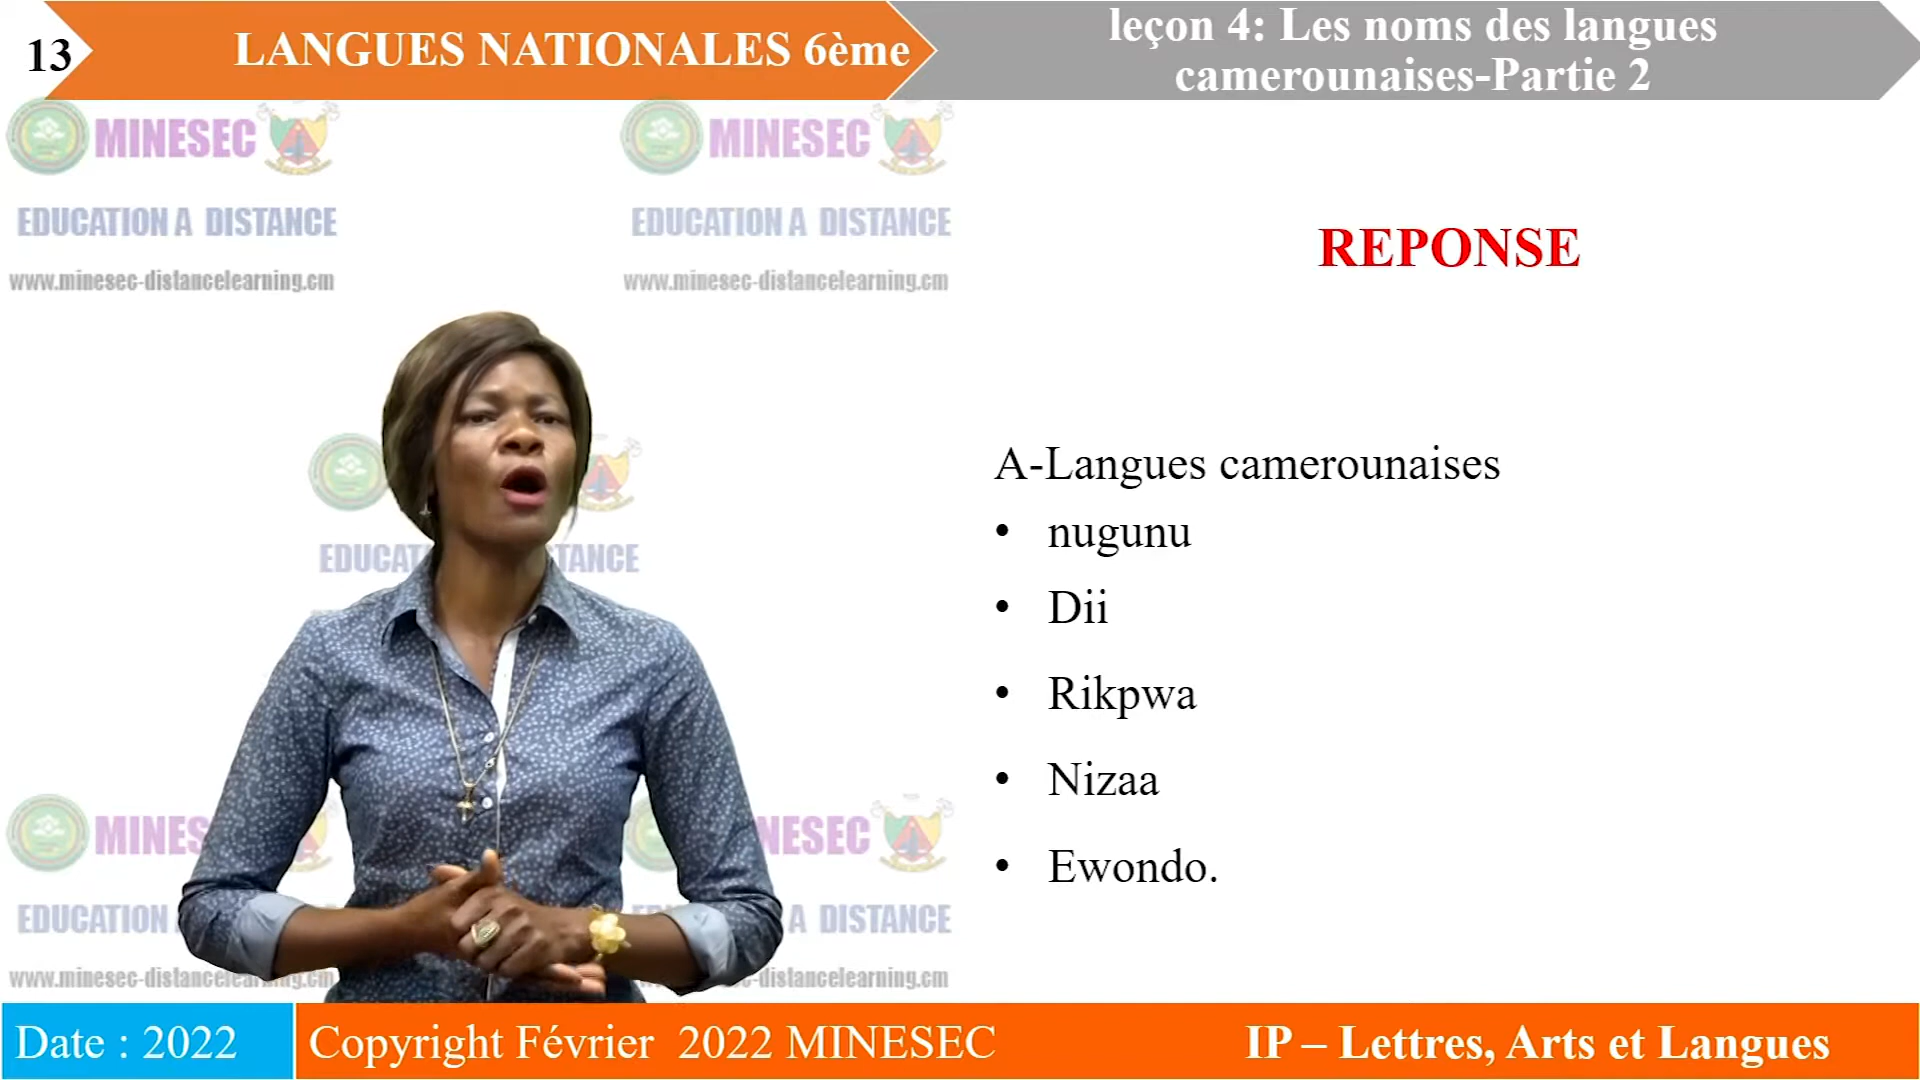 13
LANGUES NATIONALES 6ème
leçon 4: Les noms des langues
camerounaises-Partie 2
MINESEC
MINESEC
EDUCATION A DISTANCE
EDUCATION A DISTANCE
www.minesec-distancelearning.cm
www.minesec-distancelearning.cm
REPONSE
A-Langues camerounaises
• nugunu
• Dii
• Rikpwa
• Nizaa
• Ewondo.
Date : 2022
Copyright Février 2022 MINESEC
IP – Lettres, Arts et Langues